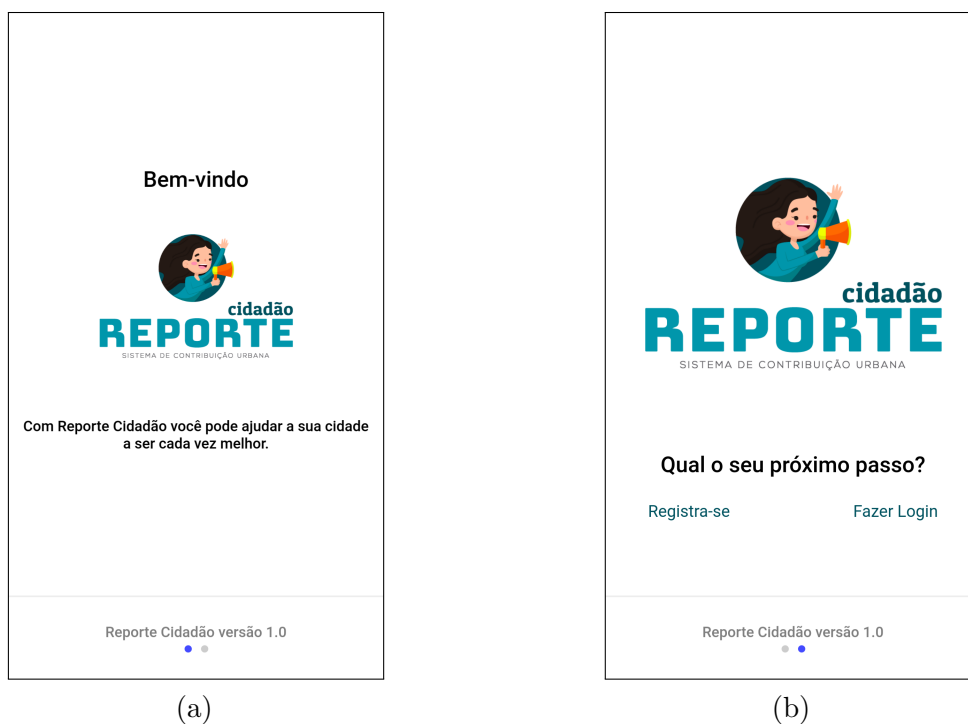 Bem-vindo
cidadão
REPORTE
SISTEMA DE CONTRIBUIÇÃO URBANA
Com Reporte Cidadão você pode ajudar a sua cidade
a ser cada vez melhor.
Reporte Cidadão versão 1.0
(a)
cidadão
REPORTE
SISTEMA DE CONTRIBUIÇÃO URBANA
Qual o seu próximo passo?
Registra-se Fazer Login
Reporte Cidadão versão 1.0
(b)